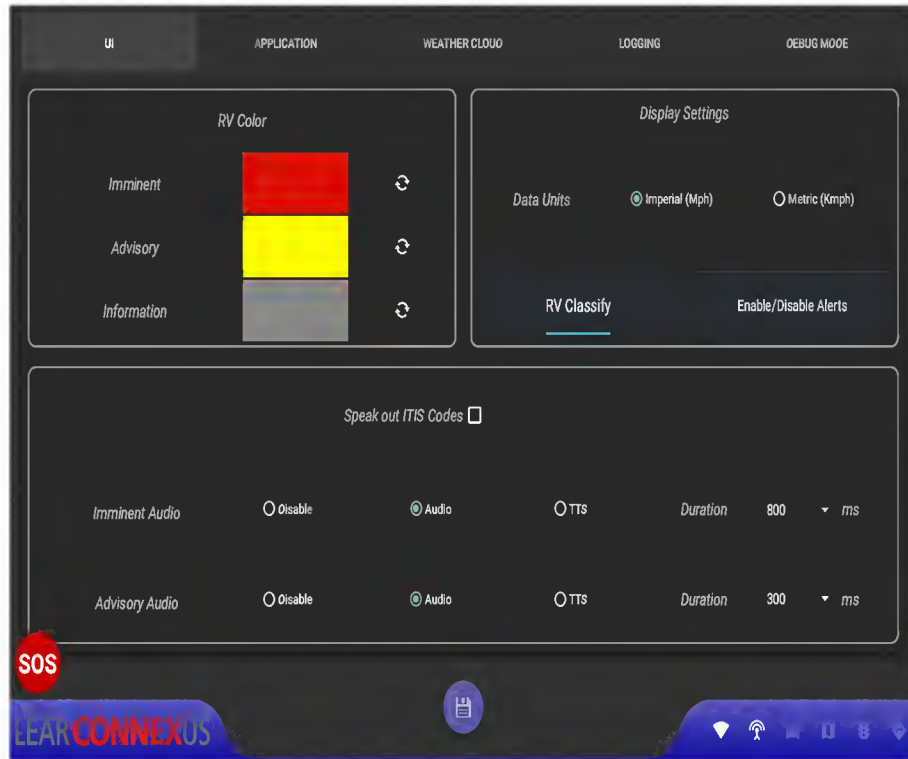 UI APPLICATION WEATHER CLOUO LOGGING OEBUG MOOE
RV Color
Imminent
Advisory
Information
Display Settings
Data Units Imperial (Mph) Metric (Kmph)
RV Classify Enable/Disable Alerts
Speak out ITIS Codes
Imminent Audio Oisable Audio TTS Duration 800 ms
Advisory Audio Oisable Audio TTS Duration 300 ms
SOS
LEAR CONNEXUS